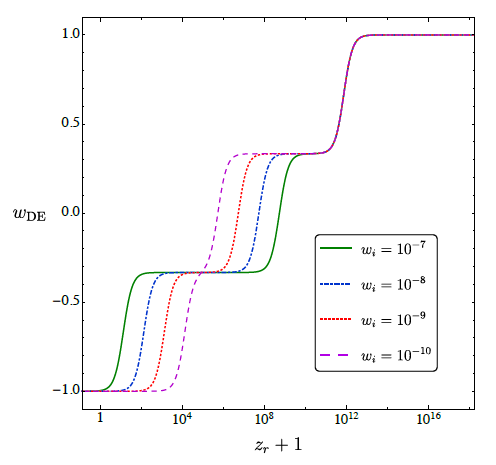 1.0
0.5
w_DE
0.0
−0.5
−1.0
w_i = 10^−7
w_i = 10^−8
w_i = 10^−9
w_i = 10^−10
1 10^4 10^8 10^12 10^16
z_r + 1